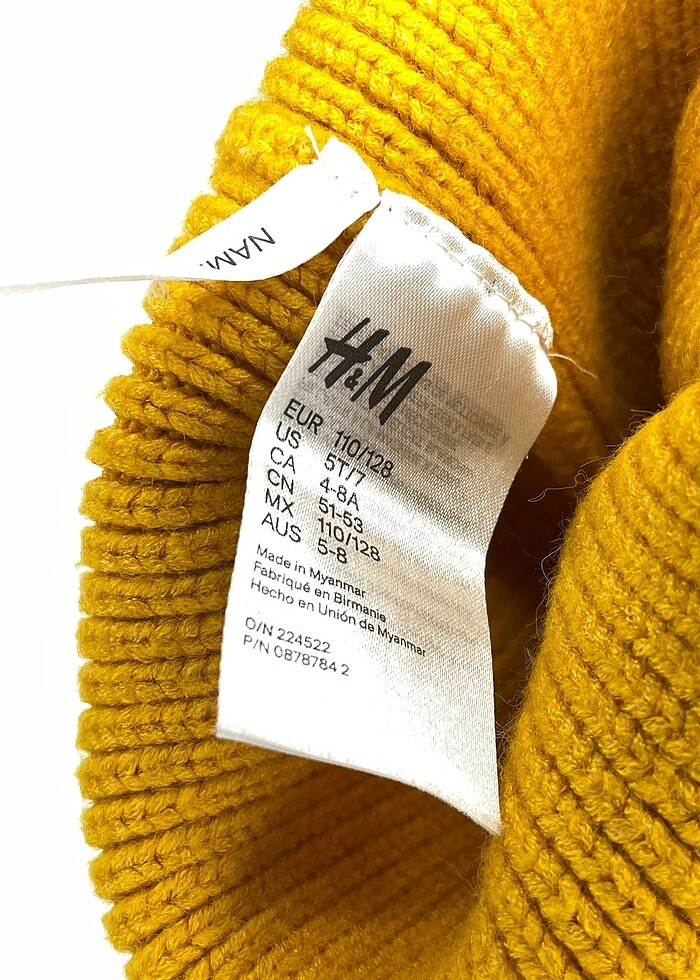 NAM
H&M
EUR 110/128
US 5T/7
CA 4-8A
CN 51-53
MX 110/128
AUS 5-8
Made in Myanmar
Fabriqué en Birmanie
Hecho en Unión de Myanmar
O/N 224522
P/N 0878784 2